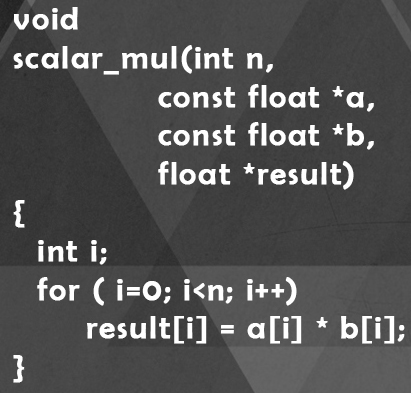 void
scalar_mul(int n,
const float *a,
const float *b,
float *result)
{
int i;
for ( i=0; i<n; i++)
result[i] = a[i] * b[i];
}